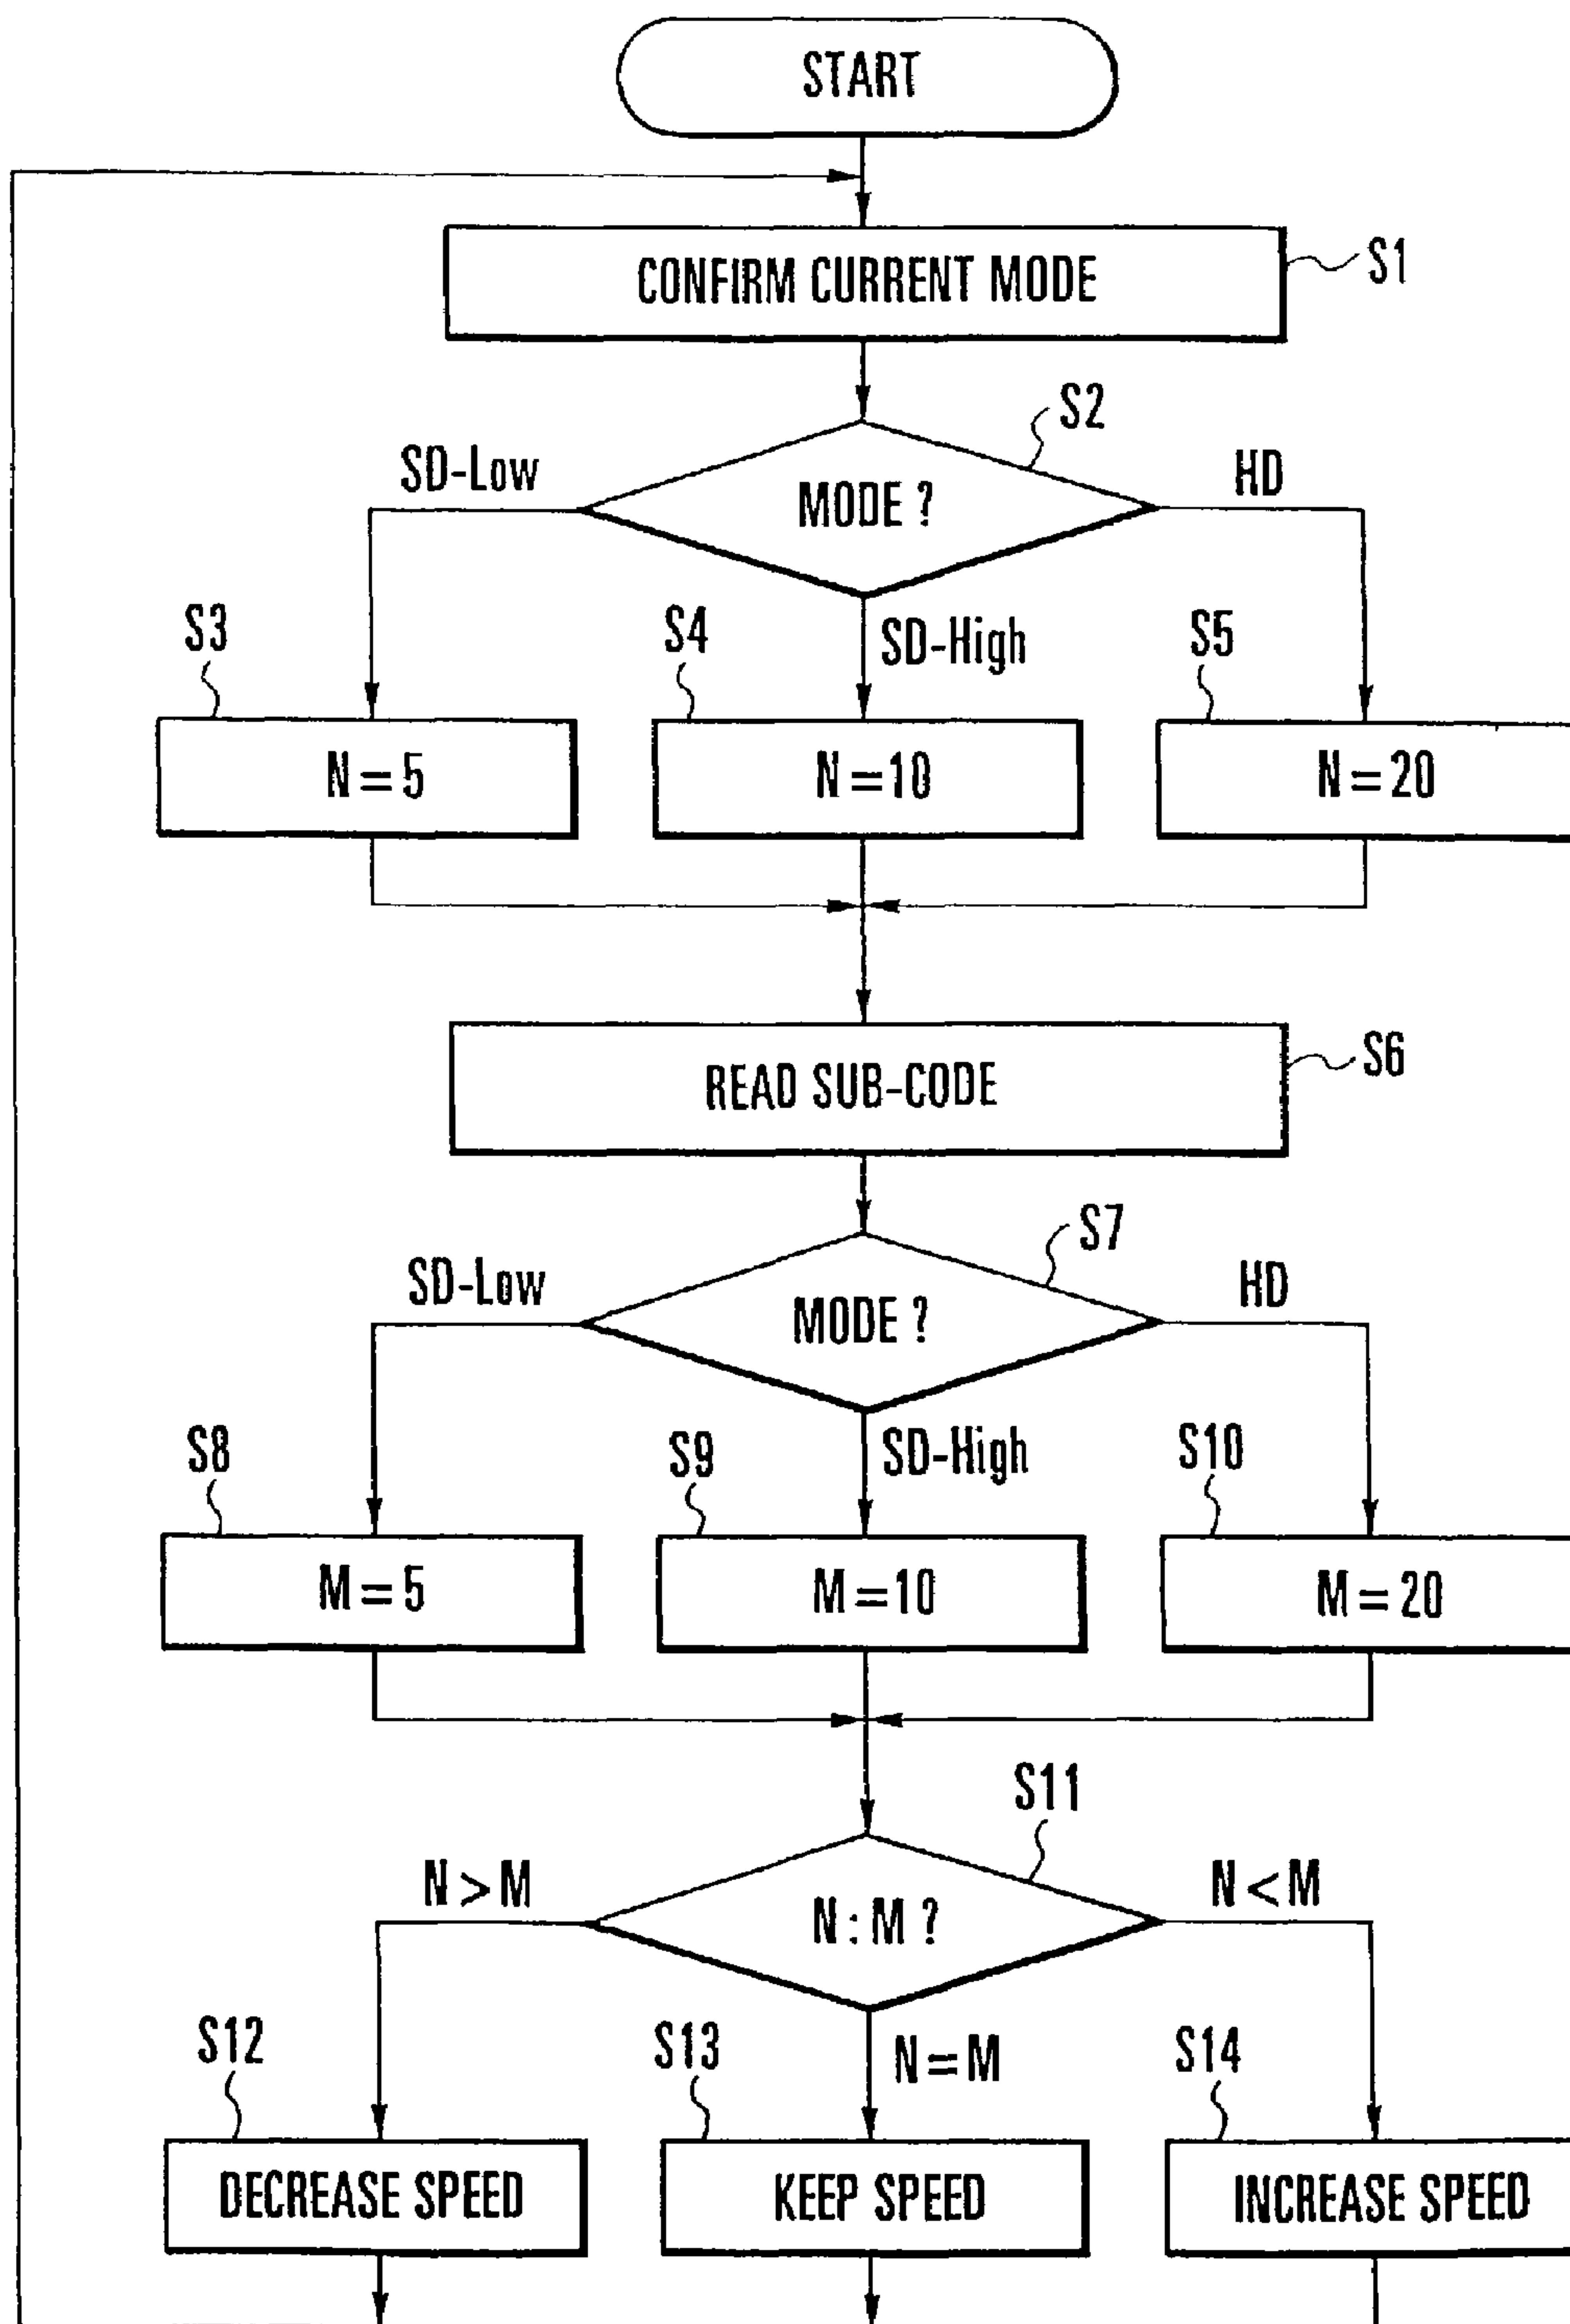 START
CONFIRM CURRENT MODE
S1
S2
SD-Low
MODE ?
HD
S3
S4
SD-High
S5
N = 5
N = 10
N = 20
READ SUB-CODE
S6
S7
SD-Low
MODE ?
HD
S8
S9
SD-High
S10
M = 5
M = 10
M = 20
S11
N > M
N : M ?
N < M
S12
S13
N = M
S14
DECREASE SPEED
KEEP SPEED
INCREASE SPEED